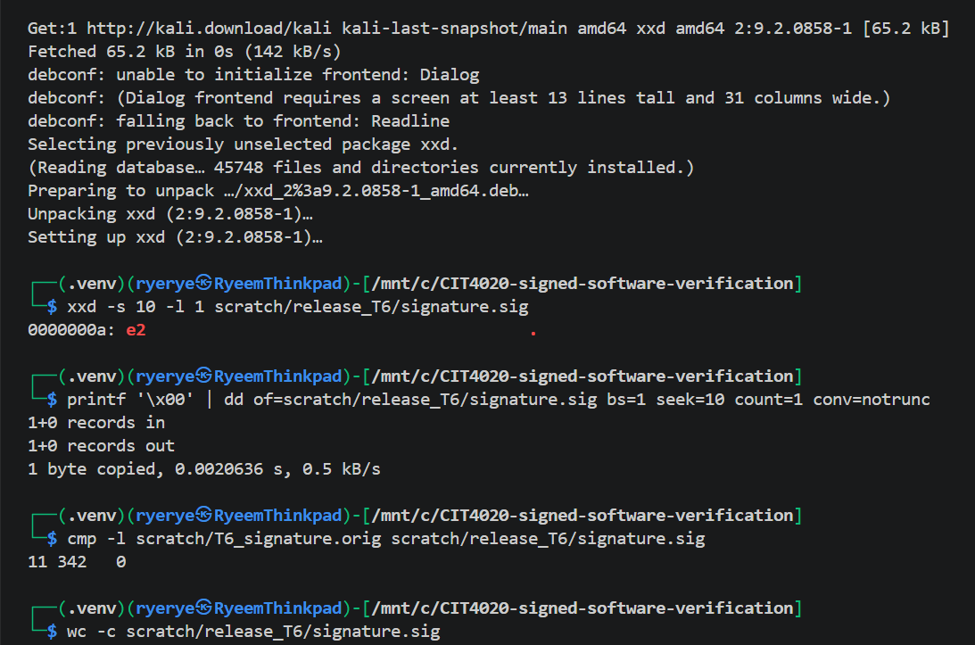 Get:1 http://kali.download/kali kali-last-snapshot/main amd64 xxd amd64 2:9.2.0858-1 [65.2 kB]
Fetched 65.2 kB in 0s (142 kB/s)
debconf: unable to initialize frontend: Dialog
debconf: (Dialog frontend requires a screen at least 13 lines tall and 31 columns wide.)
debconf: falling back to frontend: Readline
Selecting previously unselected package xxd.
(Reading database… 45748 files and directories currently installed.)
Preparing to unpack …/xxd_2%3a9.2.0858-1_amd64.deb…
Unpacking xxd (2:9.2.0858-1)…
Setting up xxd (2:9.2.0858-1)…
┌──(.venv)(ryerye㉿RyeemThinkpad)-[/mnt/c/CIT4020-signed-software-verification]
└─$ xxd -s 10 -l 1 scratch/release_T6/signature.sig
0000000a: e2 .
┌──(.venv)(ryerye㉿RyeemThinkpad)-[/mnt/c/CIT4020-signed-software-verification]
└─$ printf '\x00' | dd of=scratch/release_T6/signature.sig bs=1 seek=10 count=1 conv=notrunc
1+0 records in
1+0 records out
1 byte copied, 0.0020636 s, 0.5 kB/s
┌──(.venv)(ryerye㉿RyeemThinkpad)-[/mnt/c/CIT4020-signed-software-verification]
└─$ cmp -l scratch/T6_signature.orig scratch/release_T6/signature.sig
11 342   0
┌──(.venv)(ryerye㉿RyeemThinkpad)-[/mnt/c/CIT4020-signed-software-verification]
└─$ wc -c scratch/release_T6/signature.sig